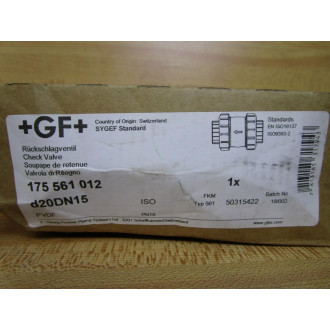 +GF+
Country of Origin: Switzerland
SYGEF Standard
Standards
EN ISO16137
ISO9393-2
Rückschlagventil
Check Valve
Soupape de retenue
Valvola di Ritegno
175 561 012
1x
d20DN15
ISO
FKM
Typ 561
50315422
Batch No
PVDF
PN16